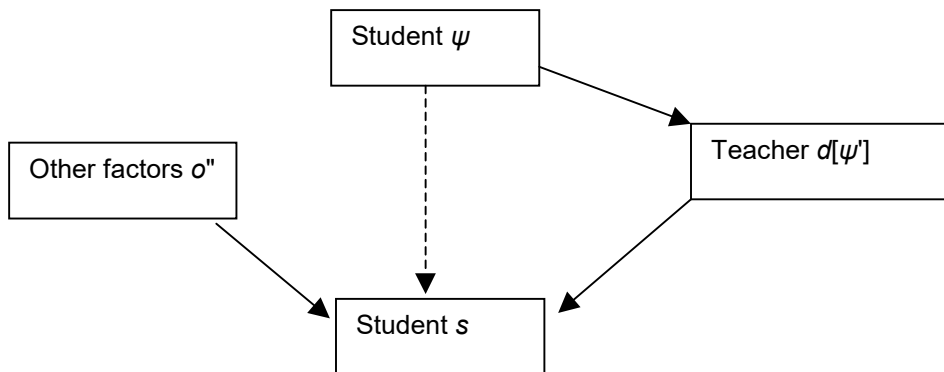 Student ψ
Teacher d[ψ']
Other factors o"
Student s